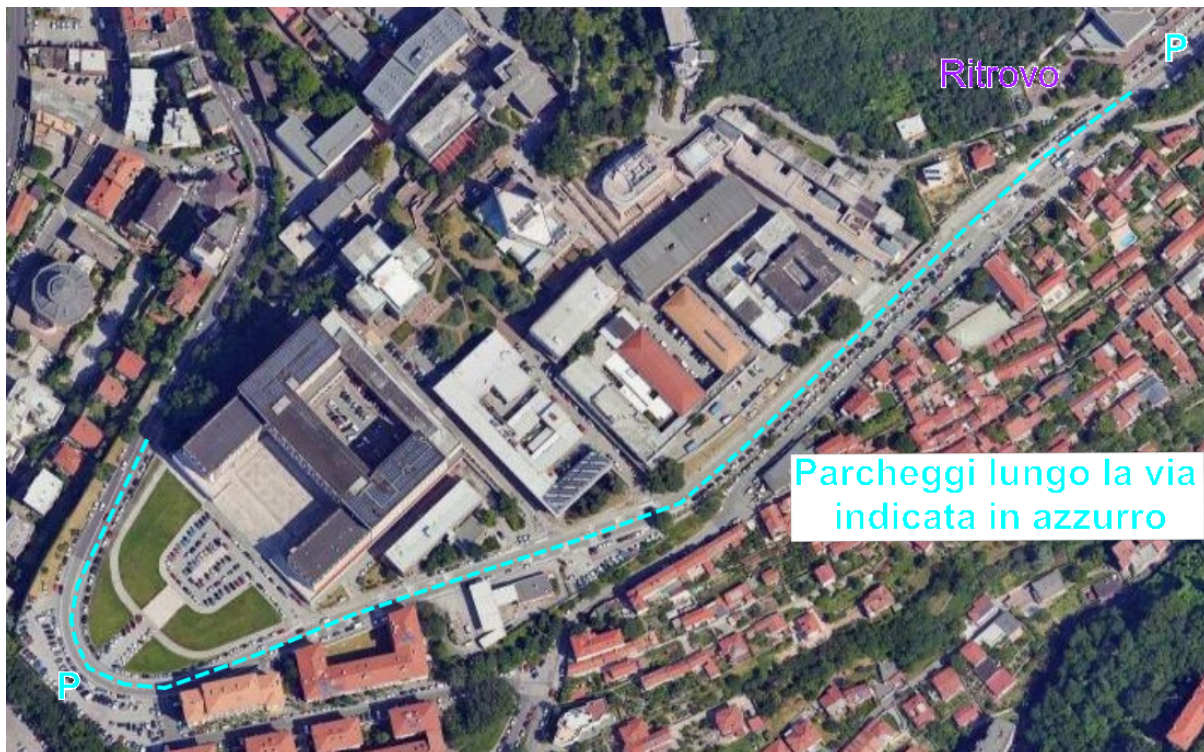 P
Ritrovo
Parcheggi lungo la via
indicata in azzurro
P